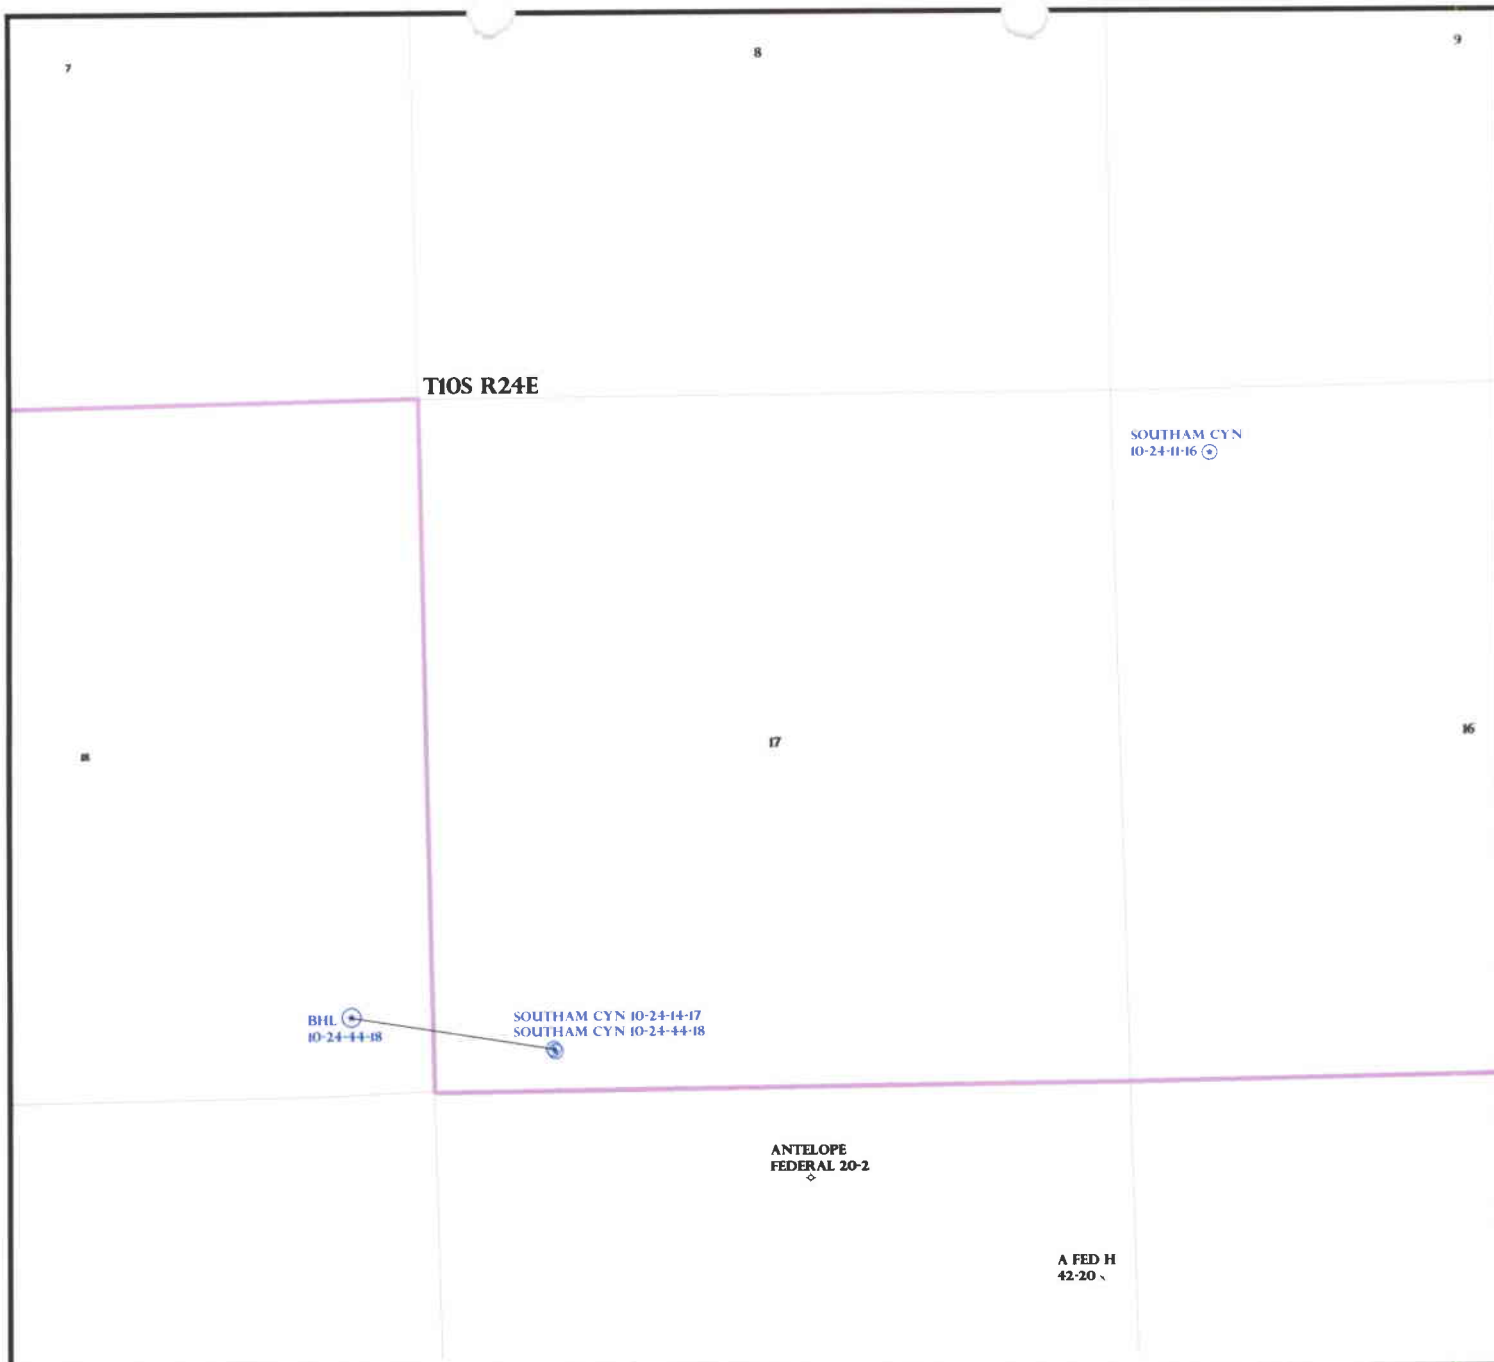 7
8
9
T10S R24E
SOUTHAM CYN
10-24-11-16
18
17
16
BHL
10-24-44-18
SOUTHAM CYN 10-24-14-17
SOUTHAM CYN 10-24-44-18
ANTELOPE
FEDERAL 20-2
A FED H
42-20